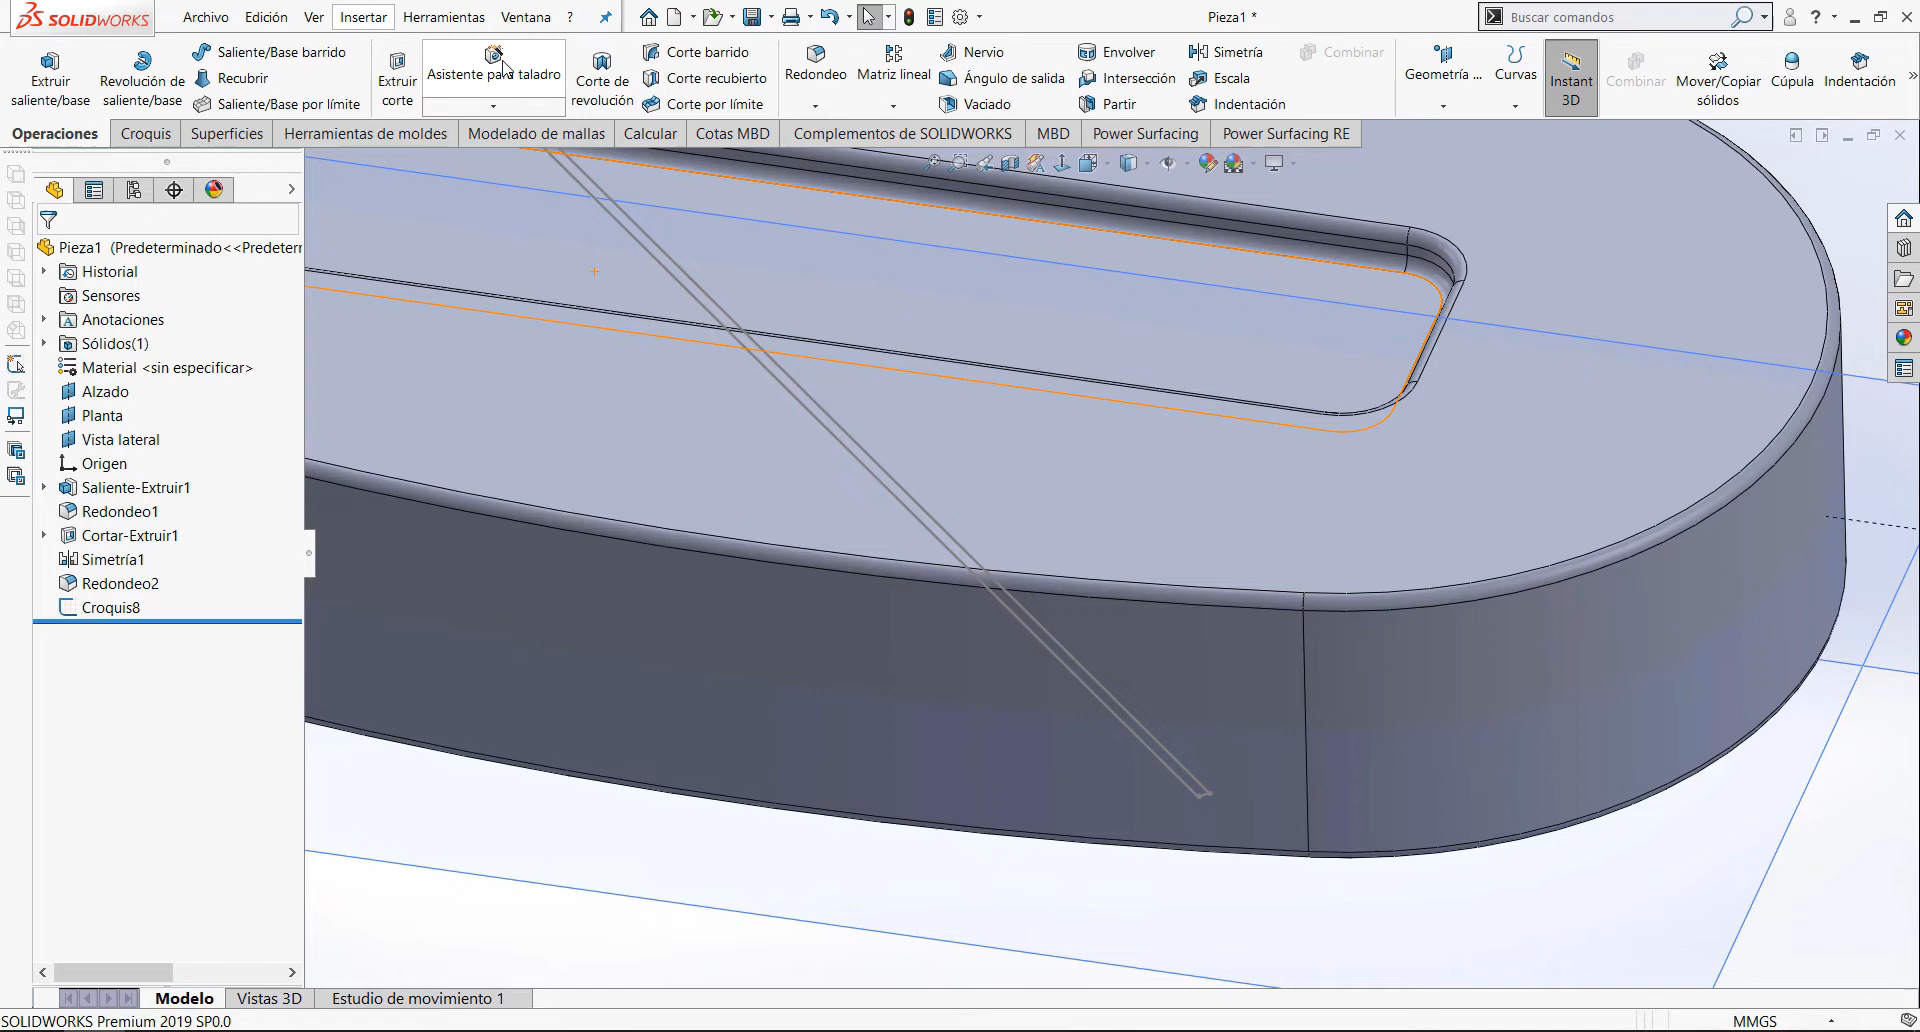 SOLIDWORKS Archivo Edición Ver Insertar Herramientas Ventana ? Pieza1 * Buscar comandos ?
Extruir saliente/base
Revolución de saliente/base
Saliente/Base barrido
Recubrir
Saliente/Base por límite
Extruir corte
Asistente para taladro
Corte de revolución
Corte barrido
Corte recubierto
Corte por límite
Redondeo
Matriz lineal
Nervio
Ángulo de salida
Vaciado
Envolver
Intersección
Partir
Simetría
Escala
Indentación
Combinar
Geometría ...
Curvas
Instant 3D
Combinar
Mover/Copiar sólidos
Cúpula
Indentación
Operaciones Croquis Superficies Herramientas de moldes Modelado de mallas Calcular Cotas MBD Complementos de SOLIDWORKS MBD Power Surfacing Power Surfacing RE
Pieza1 (Predeterminado<<Predeterr
Historial
Sensores
Anotaciones
Sólidos(1)
Material <sin especificar>
Alzado
Planta
Vista lateral
Origen
Saliente-Extruir1
Redondeo1
Cortar-Extruir1
Simetría1
Redondeo2
Croquis8
Modelo Vistas 3D Estudio de movimiento 1
SOLIDWORKS Premium 2019 SP0.0 MMGS